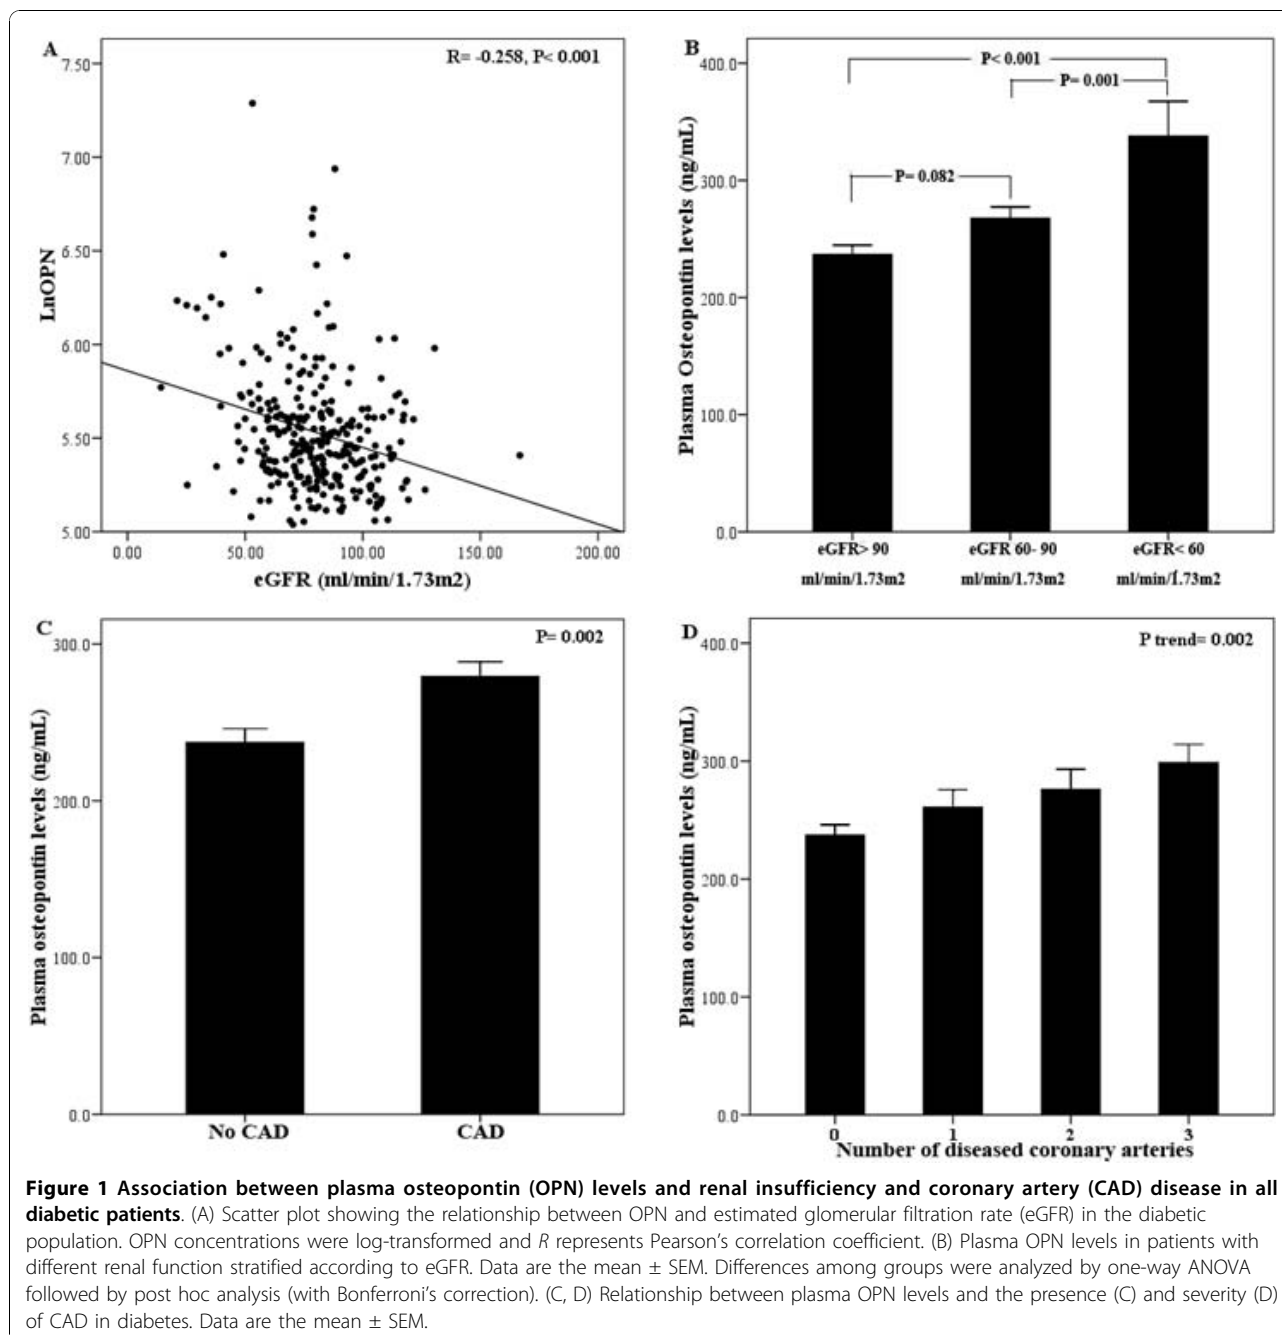 A
R= -0.258, P< 0.001
7.50
7.00
6.50
6.00
5.50
5.00
LnOPN
0.00 50.00 100.00 150.00 200.00
eGFR (ml/min/1.73m2)
B
P< 0.001
P= 0.001
P= 0.082
400.0
300.0
200.0
100.0
0.0
Plasma Osteopontin levels (ng/mL)
eGFR> 90 eGFR 60- 90 eGFR< 60
ml/min/1.73m2 ml/min/1.73m2 ml/min/1.73m2
C
P= 0.002
300.0
200.0
100.0
0.0
Plasma osteopontin levels (ng/mL)
No CAD CAD
D
P trend= 0.002
400.0
300.0
200.0
100.0
0.0
Plasma osteopontin levels (ng/mL)
0 1 2 3
Number of diseased coronary arteries
Figure 1 Association between plasma osteopontin (OPN) levels and renal insufficiency and coronary artery (CAD) disease in all
diabetic patients. (A) Scatter plot showing the relationship between OPN and estimated glomerular filtration rate (eGFR) in the diabetic
population. OPN concentrations were log-transformed and R represents Pearson's correlation coefficient. (B) Plasma OPN levels in patients with
different renal function stratified according to eGFR. Data are the mean ± SEM. Differences among groups were analyzed by one-way ANOVA
followed by post hoc analysis (with Bonferroni's correction). (C, D) Relationship between plasma OPN levels and the presence (C) and severity (D)
of CAD in diabetes. Data are the mean ± SEM.